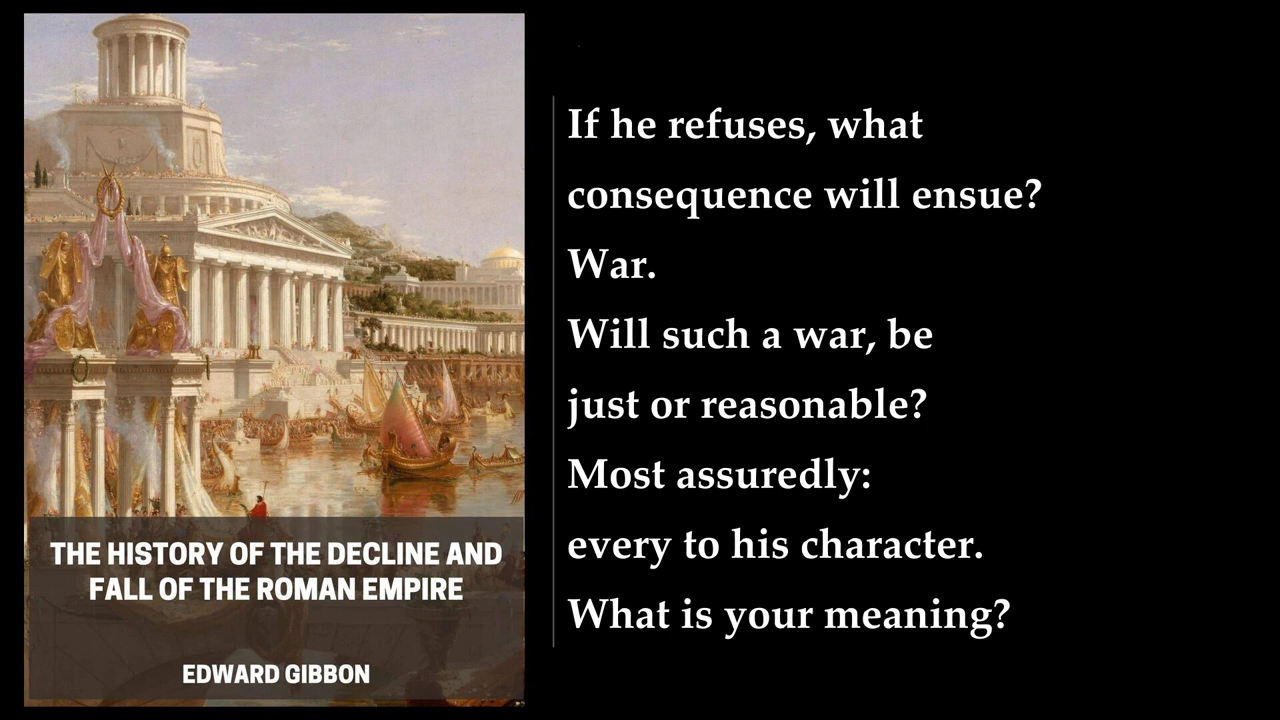 THE HISTORY OF THE DECLINE AND
FALL OF THE ROMAN EMPIRE
EDWARD GIBBON
If he refuses, what
consequence will ensue?
War.
Will such a war, be
just or reasonable?
Most assuredly:
every to his character.
What is your meaning?